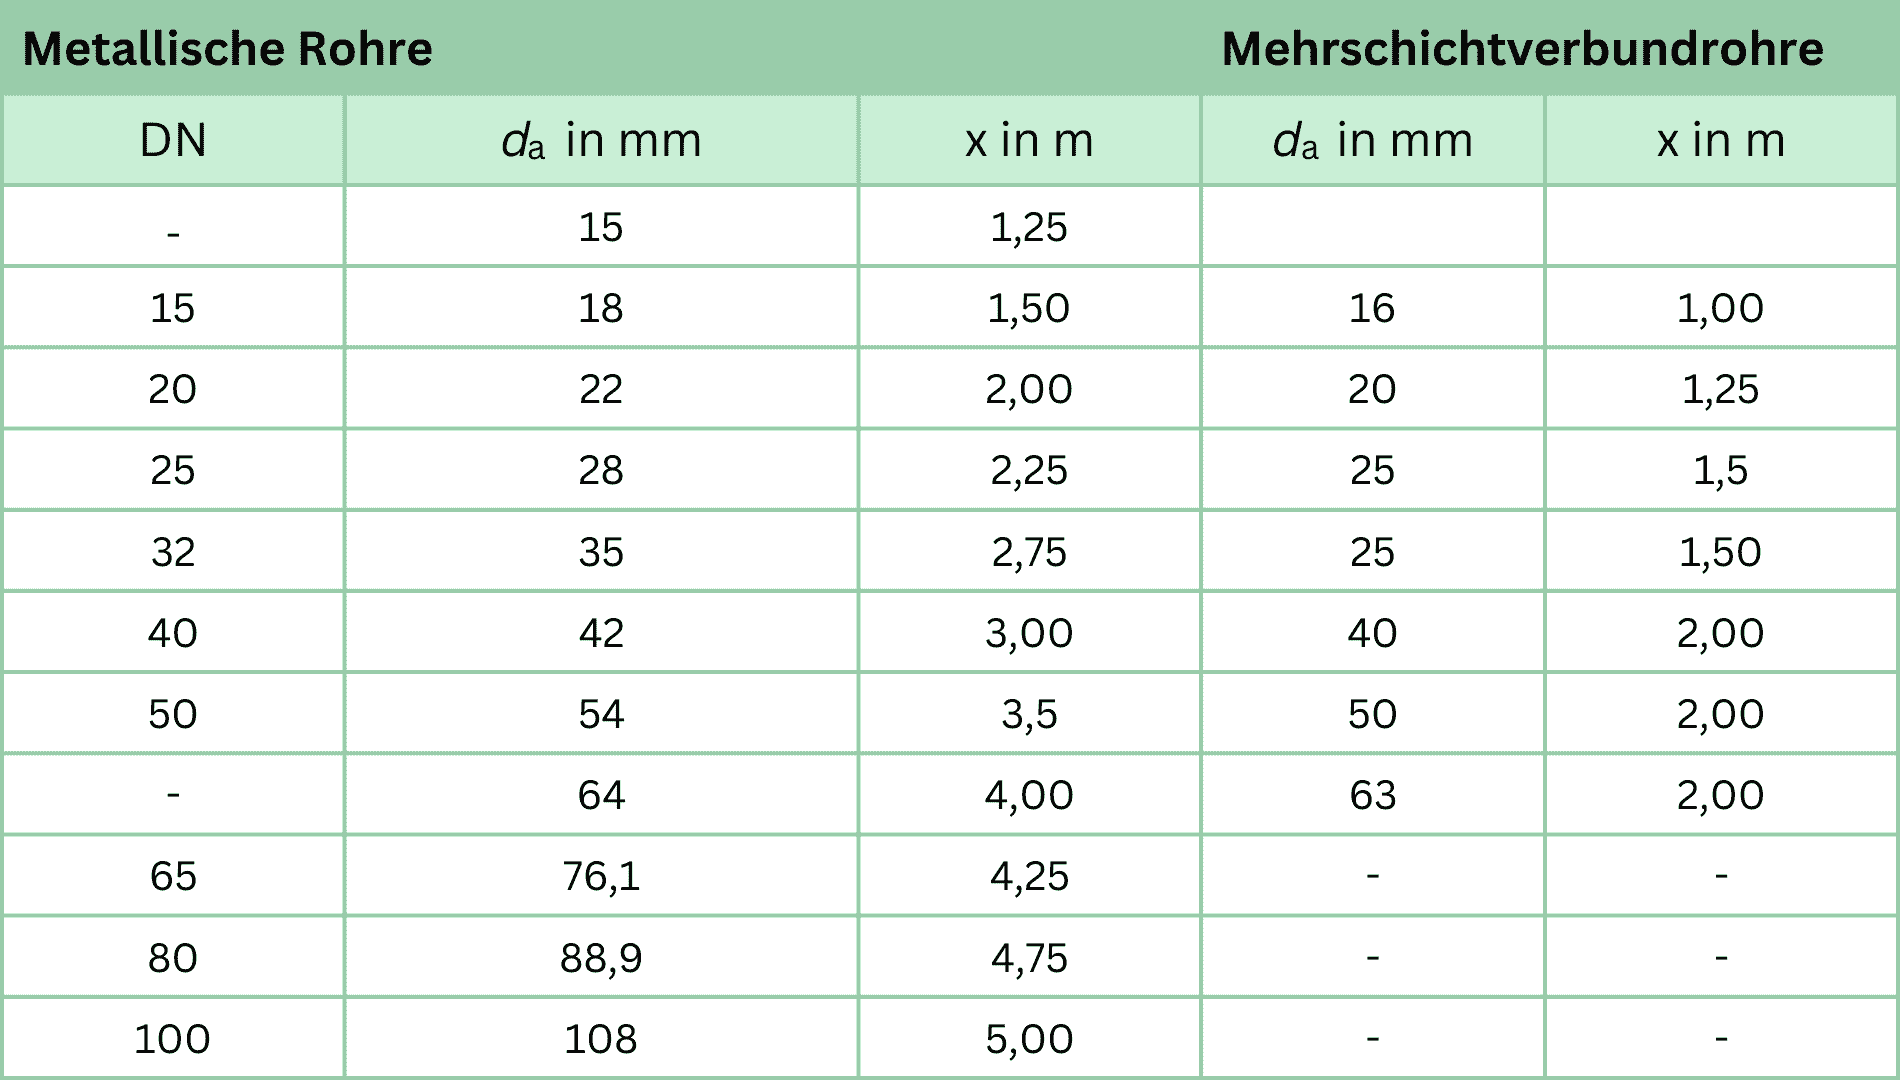 Metallische Rohre Mehrschichtverbundrohre
DN da in mm x in m da in mm x in m
- 15 1,25
15 18 1,50 16 1,00
20 22 2,00 20 1,25
25 28 2,25 25 1,5
32 35 2,75 25 1,50
40 42 3,00 40 2,00
50 54 3,5 50 2,00
- 64 4,00 63 2,00
65 76,1 4,25 - -
80 88,9 4,75 - -
100 108 5,00 - -